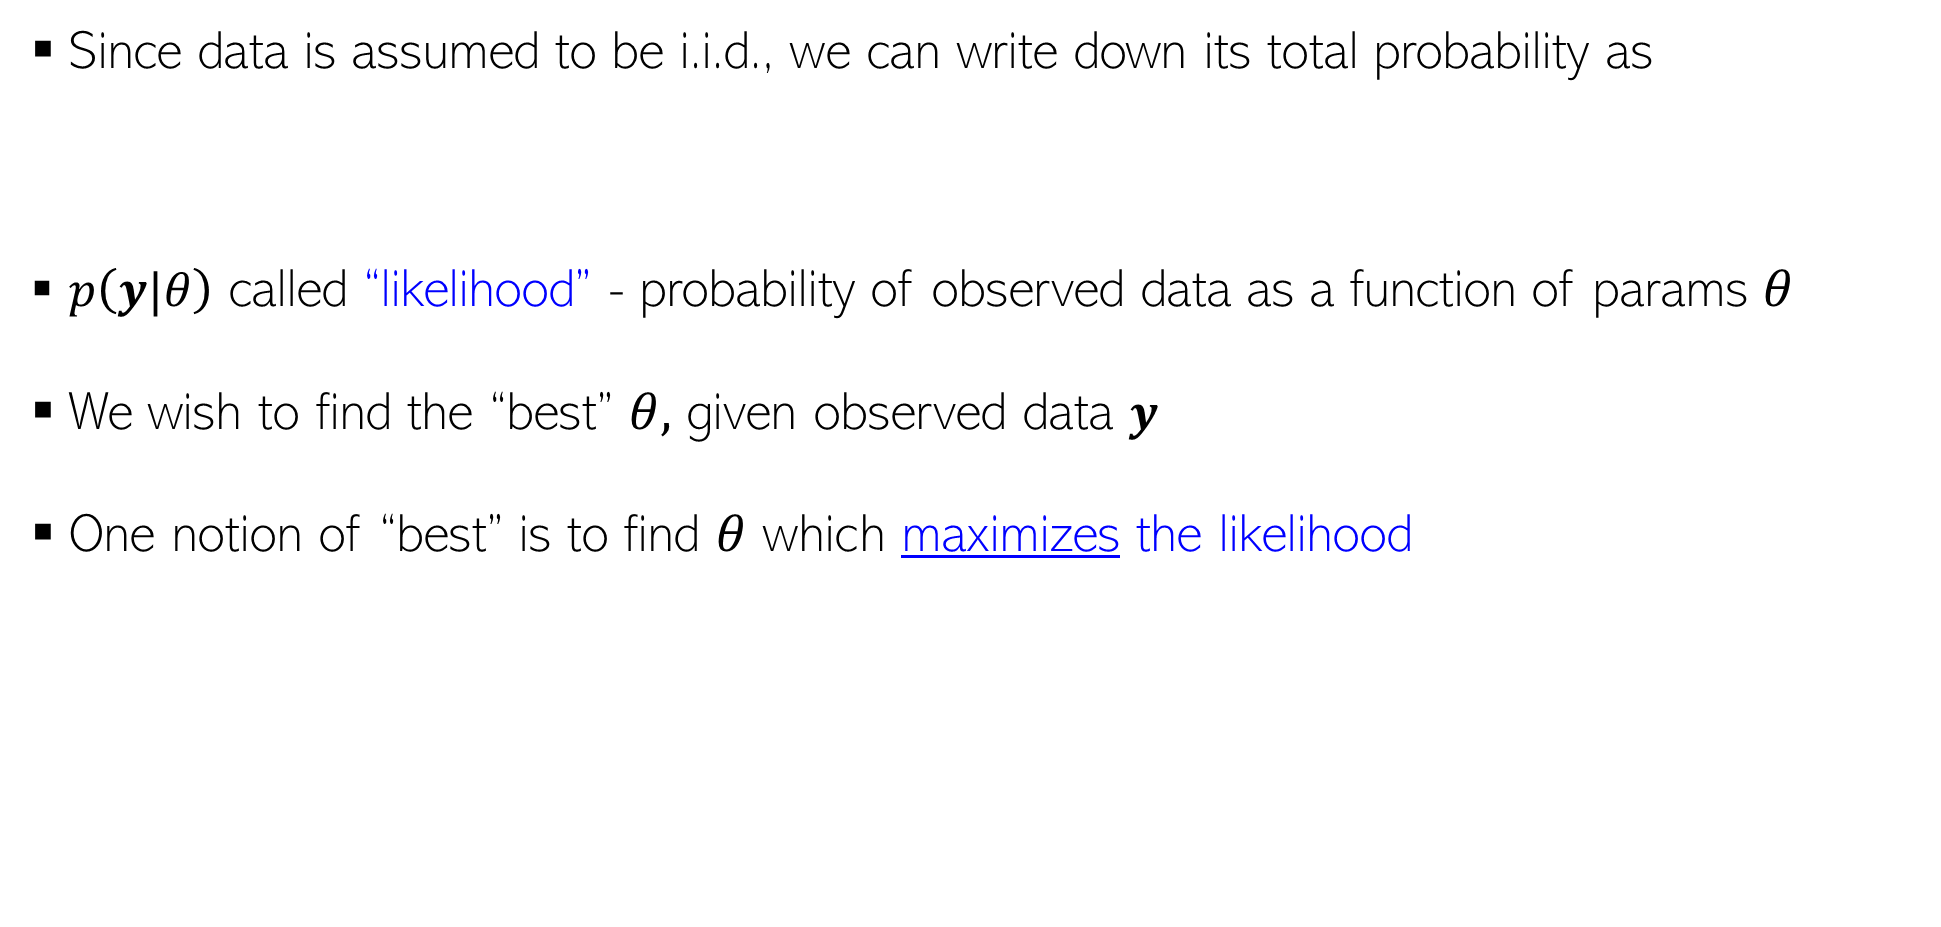 ▪ Since data is assumed to be i.i.d., we can write down its total probability as
▪ p(y|θ) called “likelihood” - probability of observed data as a function of params θ
▪ We wish to find the “best” θ, given observed data y
▪ One notion of “best” is to find θ which maximizes the likelihood